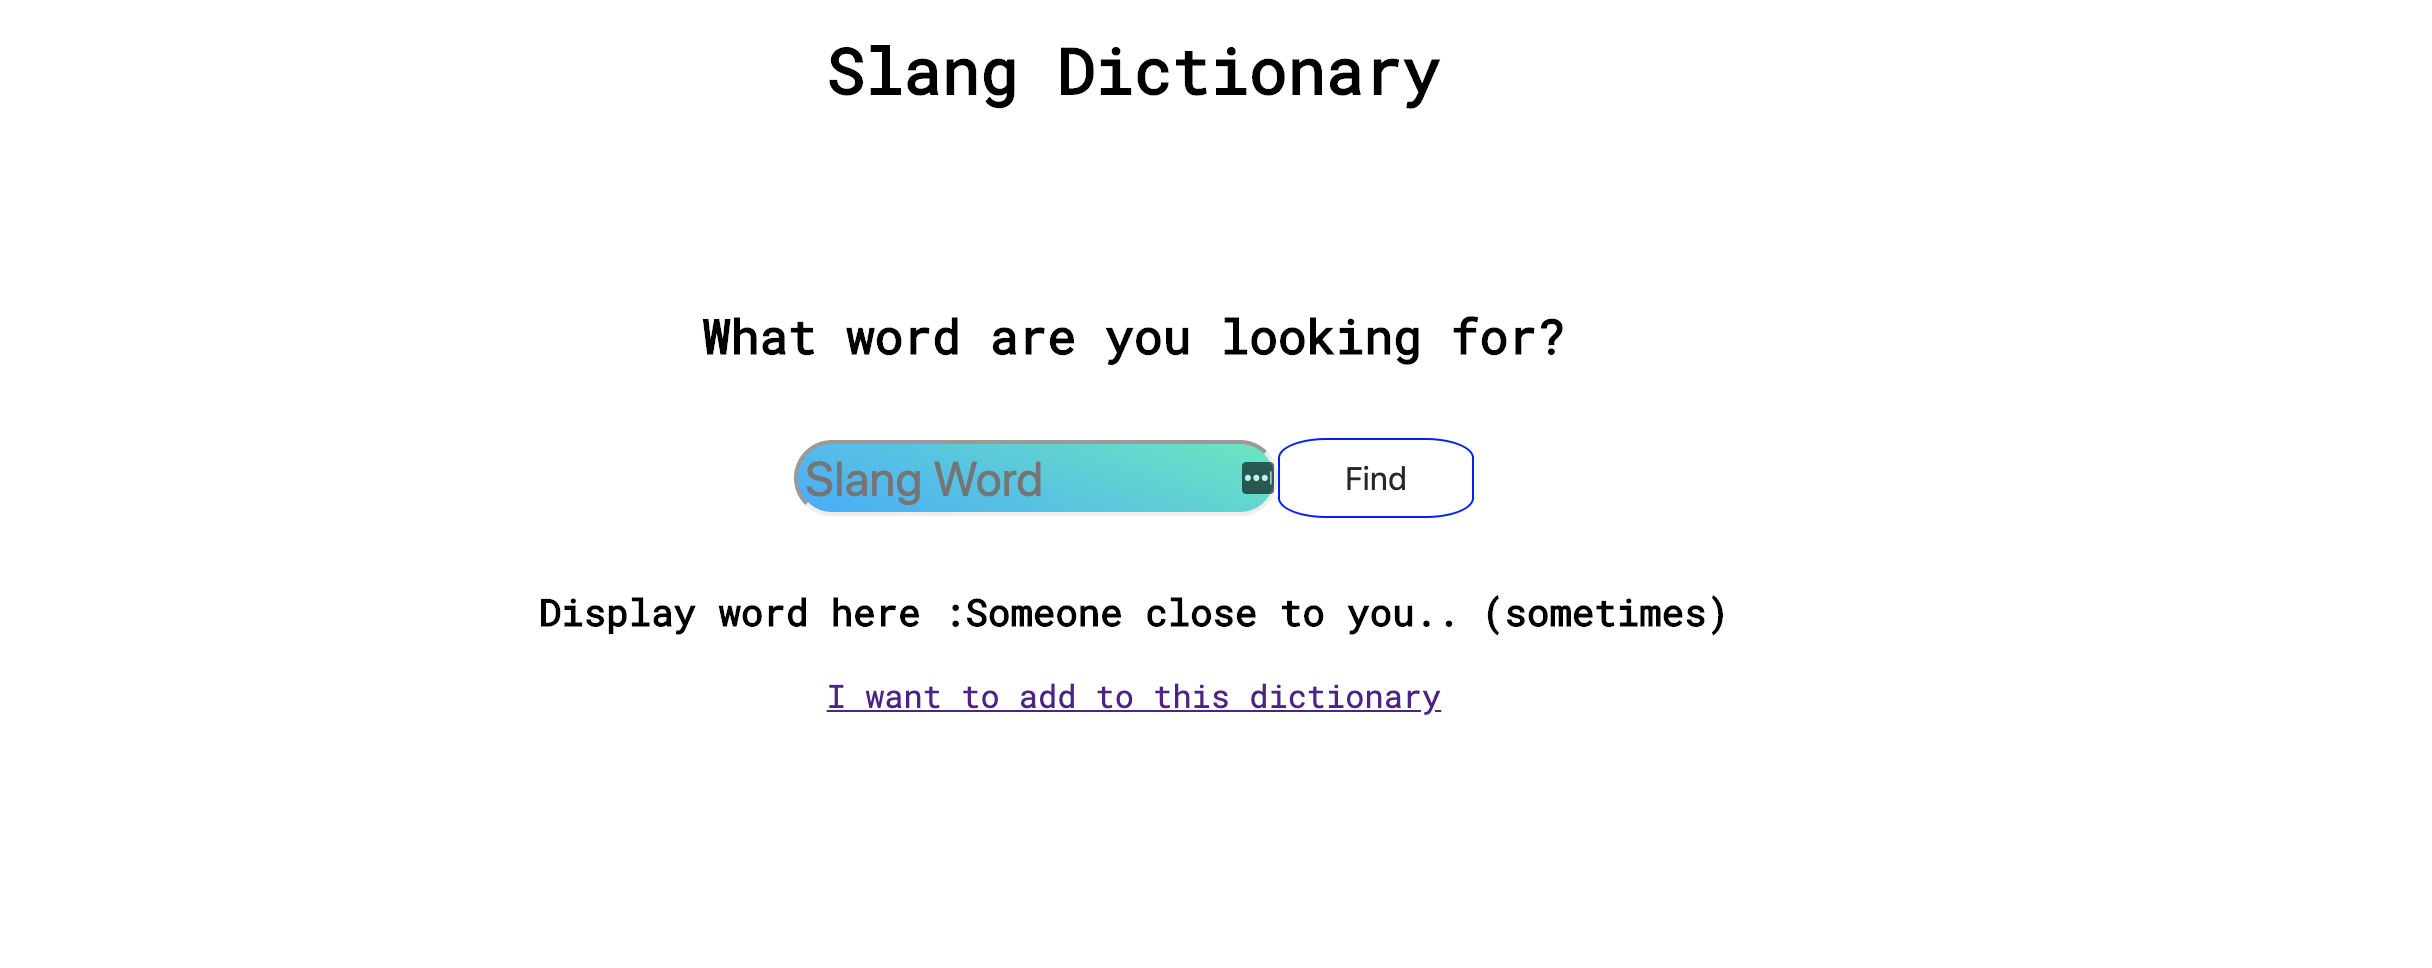 Slang Dictionary
What word are you looking for?
Slang Word
Find
Display word here :Someone close to you.. (sometimes)
I want to add to this dictionary